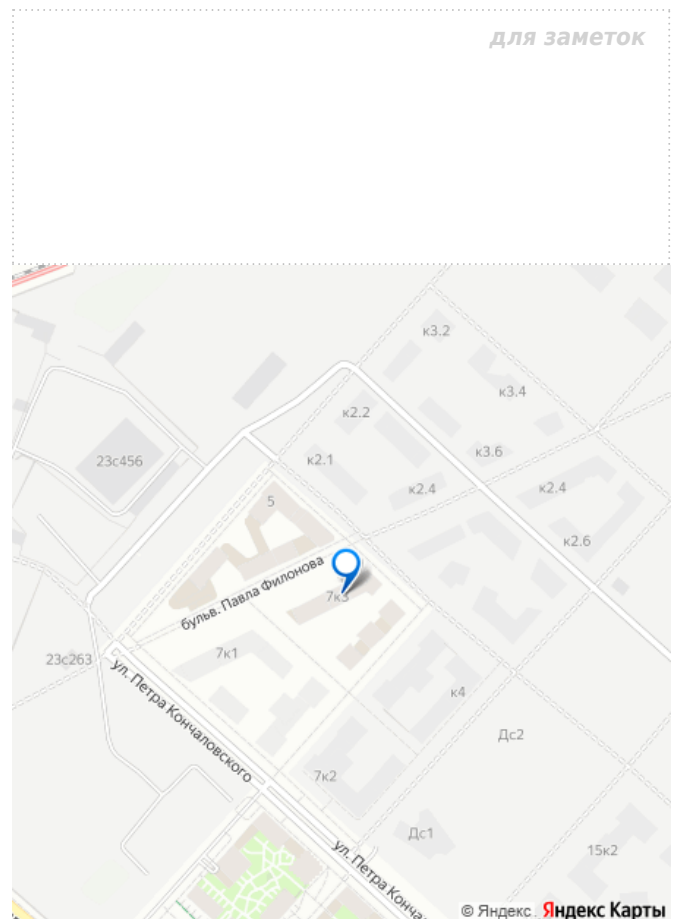 для заметок
к3.2
к3.4
к2.2
к3.6
23с456
к2.1
к2.4
к2.4
5
к2.6
бульв. Павла Филонова
7к3
7к1
23с263
ул. Петра Кончаловского
к4
Дс2
7к2
Дс1
ул. Петра Конча
15к2
© Яндекс Яндекс Карты